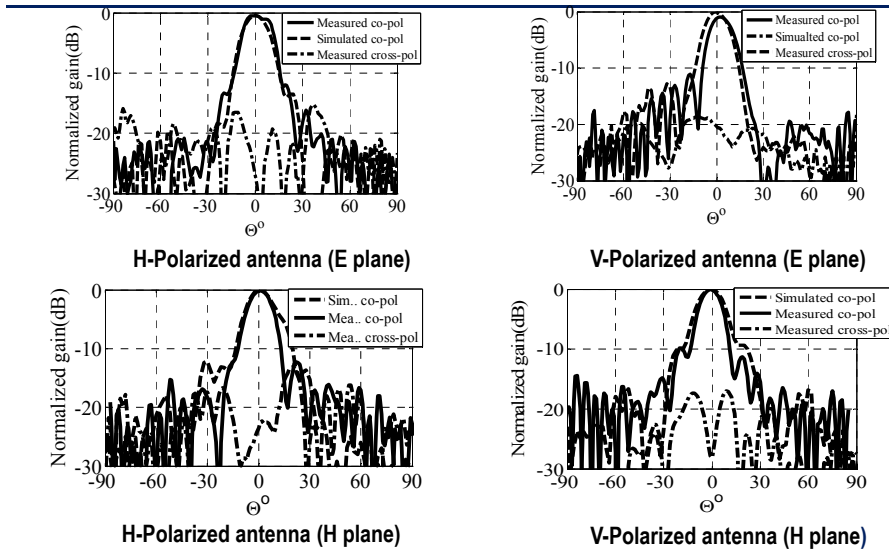 Measured co-pol
Simulated co-pol
Measured cross-pol
Normalized gain(dB)
0
-10
-20
-30
-90 -60 -30 0 30 60 90
Θº
H-Polarized antenna (E plane)
Measured co-pol
Simualted co-pol
Measured cross-pol
Normalized gain(dB)
0
-10
-20
-30
-90 -60 -30 0 30 60 90
Θº
V-Polarized antenna (E plane)
Sim.. co-pol
Mea.. co-pol
Mea.. cross-pol
Normalized gain(dB)
0
-10
-20
-30
-90 -60 -30 0 30 60 90
Θº
H-Polarized antenna (H plane)
Simulated co-pol
Measured co-pol
Measured cross-pol
Normalized gain(dB)
0
-10
-20
-30
-90 -60 -30 0 30 60 90
Θº
V-Polarized antenna (H plane)